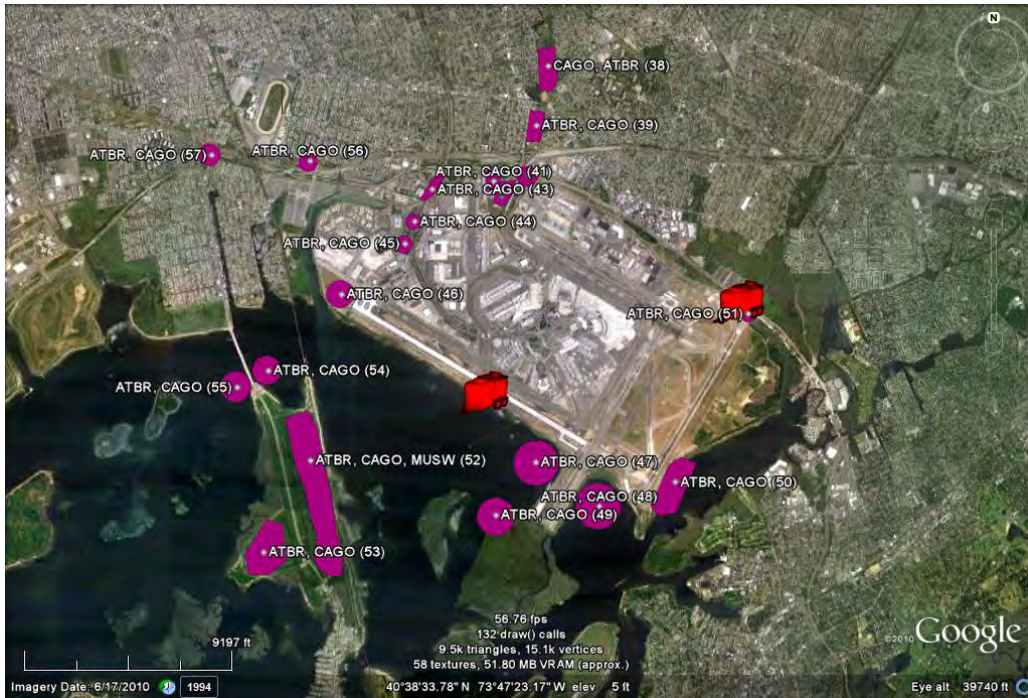 N
CAGO, ATBR (38)
ATBR, CAGO (39)
ATBR, CAGO (56)
ATBR, CAGO (57)
ATBR, CAGO (41)
ATBR, CAGO (43)
ATBR, CAGO (44)
ATBR, CAGO (45)
ATBR, CAGO (46)
ATBR, CAGO (51)
ATBR, CAGO (54)
ATBR, CAGO (55)
ATBR, CAGO, MUSW (52)
ATBR, CAGO (47)
ATBR, CAGO (50)
ATBR, CAGO (48)
ATBR, CAGO (49)
ATBR, CAGO (53)
56.76 fps
132 draw() calls
9.5k triangles, 15.1k vertices
58 textures, 51.80 MB VRAM (approx.)
9197 ft
©2010 Google
Imagery Date: 6/17/2010 1994 40°38'33.78" N 73°47'23.17" W elev 5 ft Eye alt 39740 ft